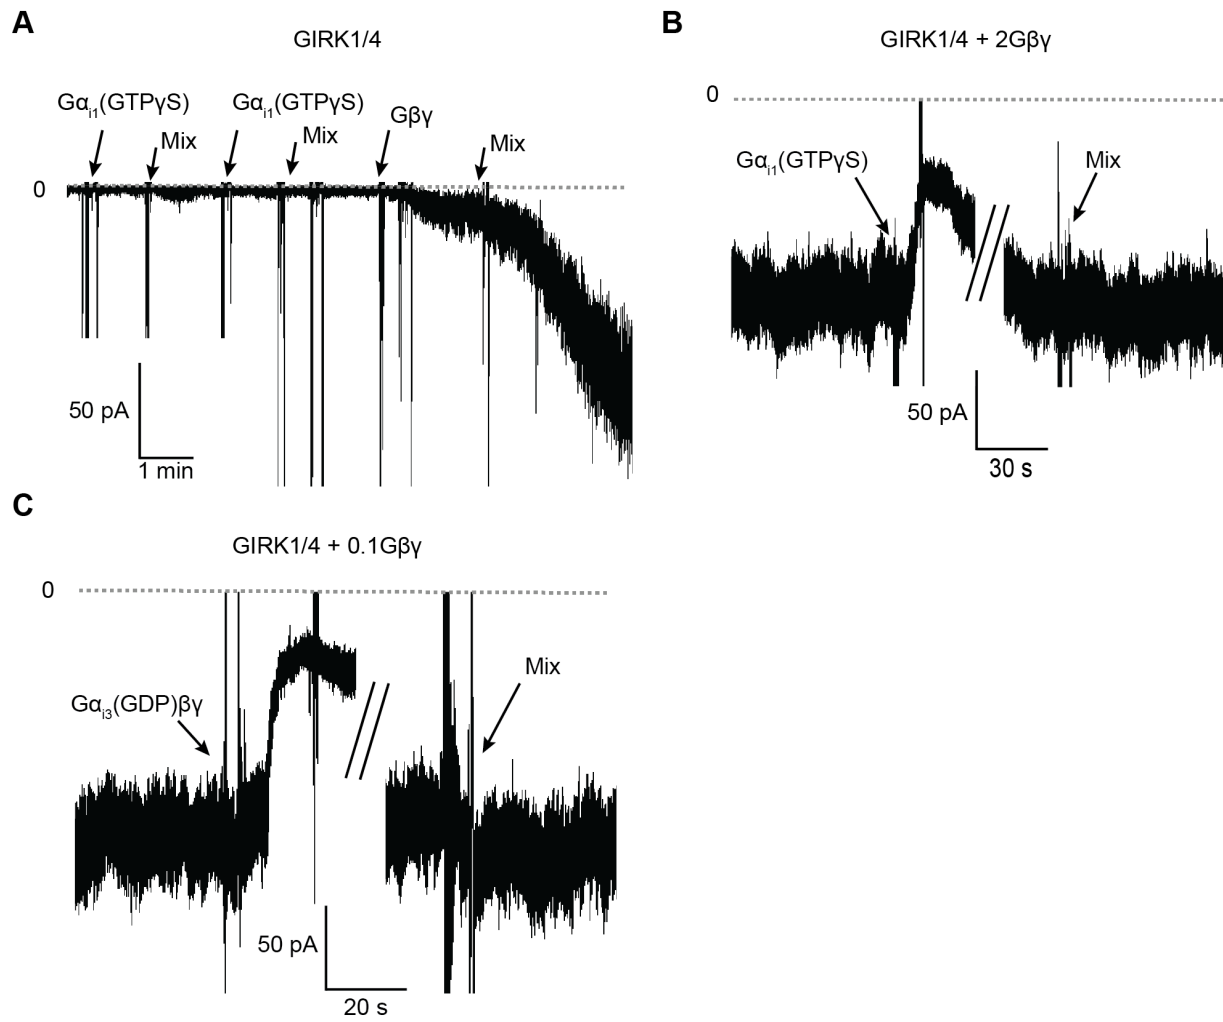 A
GIRK1/4
Gαi1(GTPγS)
Mix
Gαi1(GTPγS)
Mix
Gβγ
Mix
0
50 pA
1 min
B
GIRK1/4 + 2Gβγ
0
Gαi1(GTPγS)
Mix
50 pA
30 s
C
GIRK1/4 + 0.1Gβγ
0
Gαi3(GDP)βγ
Mix
50 pA
20 s